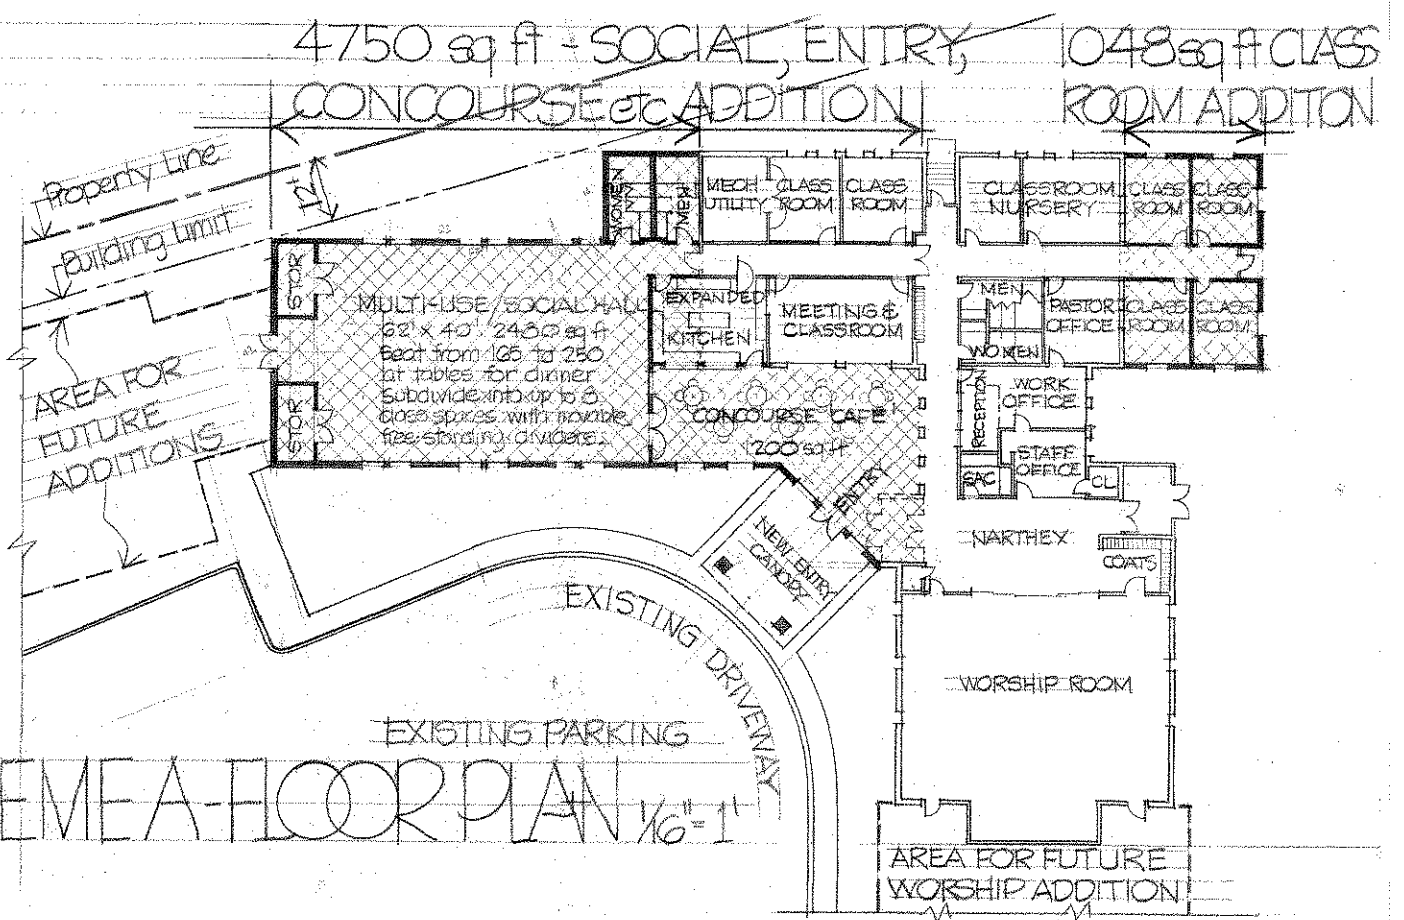 4750 sq ft - SOCIAL, ENTRY,
CONCOURSE etc ADDITION
1048 sq ft CLASS
ROOM ADDITION
Property Line
12'
Building Limit
WOMEN
MEN
MECH
UTILITY
CLASS
ROOM
CLASS
ROOM
CLASSROOM
NURSERY
CLASS
ROOM
CLASS
ROOM
STOR
MULTI-USE/SOCIAL HALL
62' x 40' 2480 sq ft
Seat from 165 to 250
at tables for dinner
subdivide into up to 8
class spaces with movable
free-standing dividers
STOR
EXPANDED
KITCHEN
MEETING &
CLASSROOM
MEN
WOMEN
PASTOR
OFFICE
CLASS
ROOM
CLASS
ROOM
CONCOURSE CAFE
1200 sq ft
ENTRY
RECEPTION
WORK
OFFICE
STAFF
OFFICE
SAC
CL
NARTHEX
COATS
AREA FOR
FUTURE
ADDITIONS
NEW ENTRY
CANOPY
EXISTING DRIVEWAY
WORSHIP ROOM
EXISTING PARKING
EME A-FLOOR PLAN 1/16"=1'
AREA FOR FUTURE
WORSHIP ADDITION